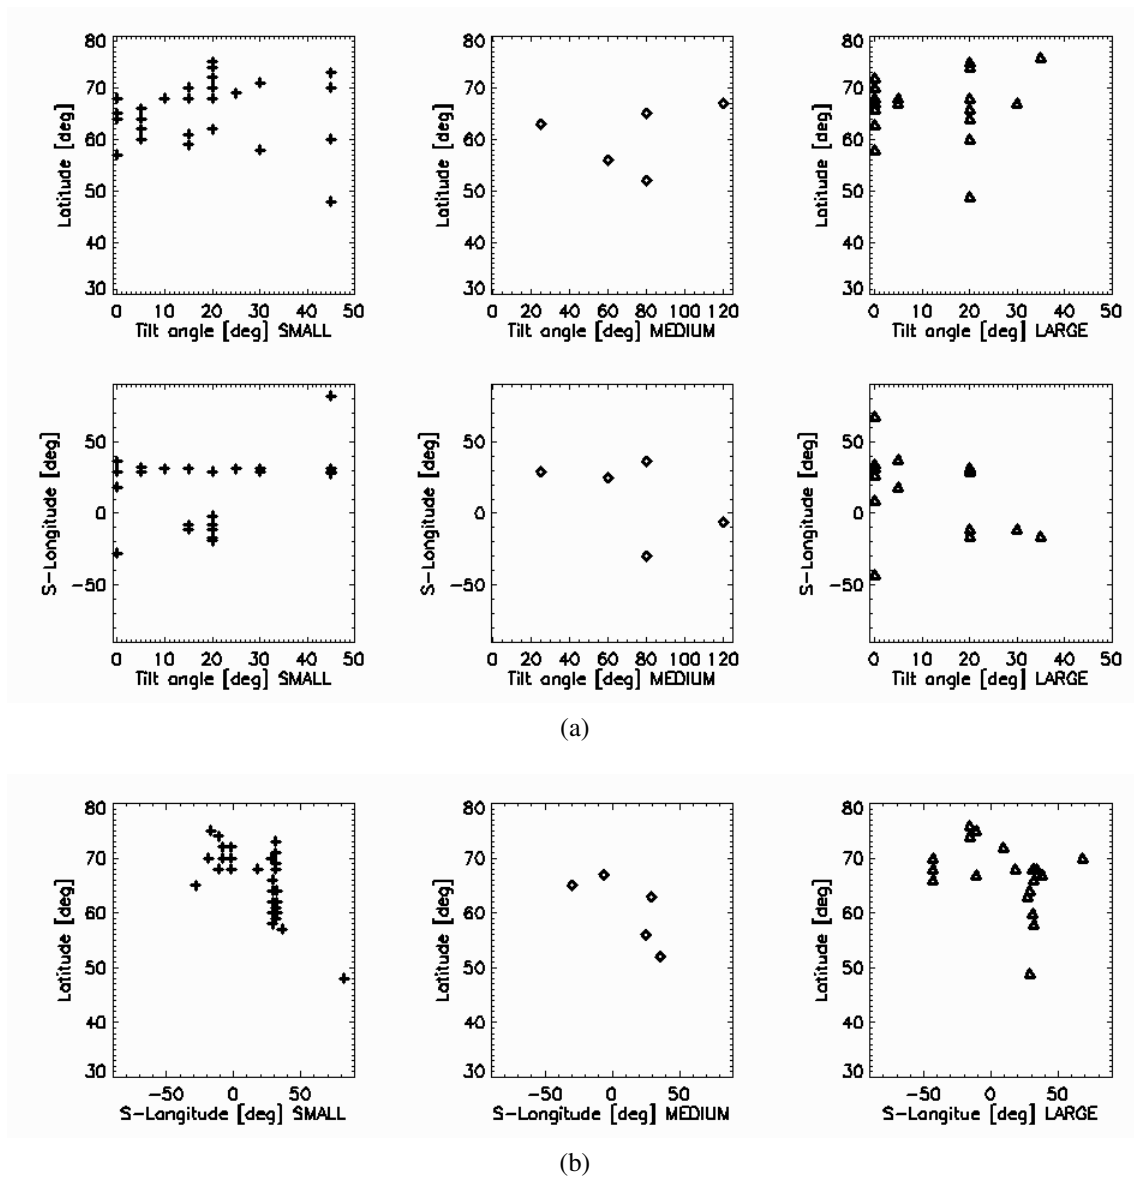 80 80 80
70 70 70
60 60 60
50 50 50
40 40 40
30 30 30
Latitude [deg] Latitude [deg] Latitude [deg]
0 10 20 30 40 50 0 20 40 60 80 100 120 0 10 20 30 40 50
Tilt angle [deg] SMALL Tilt angle [deg] MEDIUM Tilt angle [deg] LARGE
50 50 50
0 0 0
-50 -50 -50
S-Longitude [deg] S-Longitude [deg] S-Longitude [deg]
0 10 20 30 40 50 0 20 40 60 80 100 120 0 10 20 30 40 50
Tilt angle [deg] SMALL Tilt angle [deg] MEDIUM Tilt angle [deg] LARGE
(a)
80 80 80
70 70 70
60 60 60
50 50 50
40 40 40
30 30 30
Latitude [deg] Latitude [deg] Latitude [deg]
-50 0 50 -50 0 50 -50 0 50
S-Longitude [deg] SMALL S-Longitude [deg] MEDIUM S-Longitue [deg] LARGE
(b)